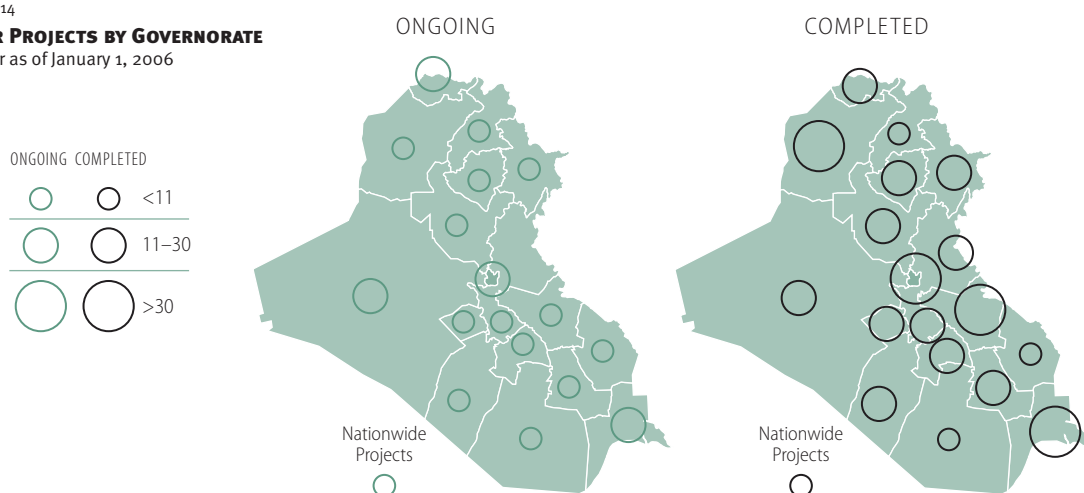 14
PROJECTS BY GOVERNORATE
as of January 1, 2006
ONGOING
COMPLETED
ONGOING COMPLETED
<11
11–30
>30
Nationwide
Projects
Nationwide
Projects